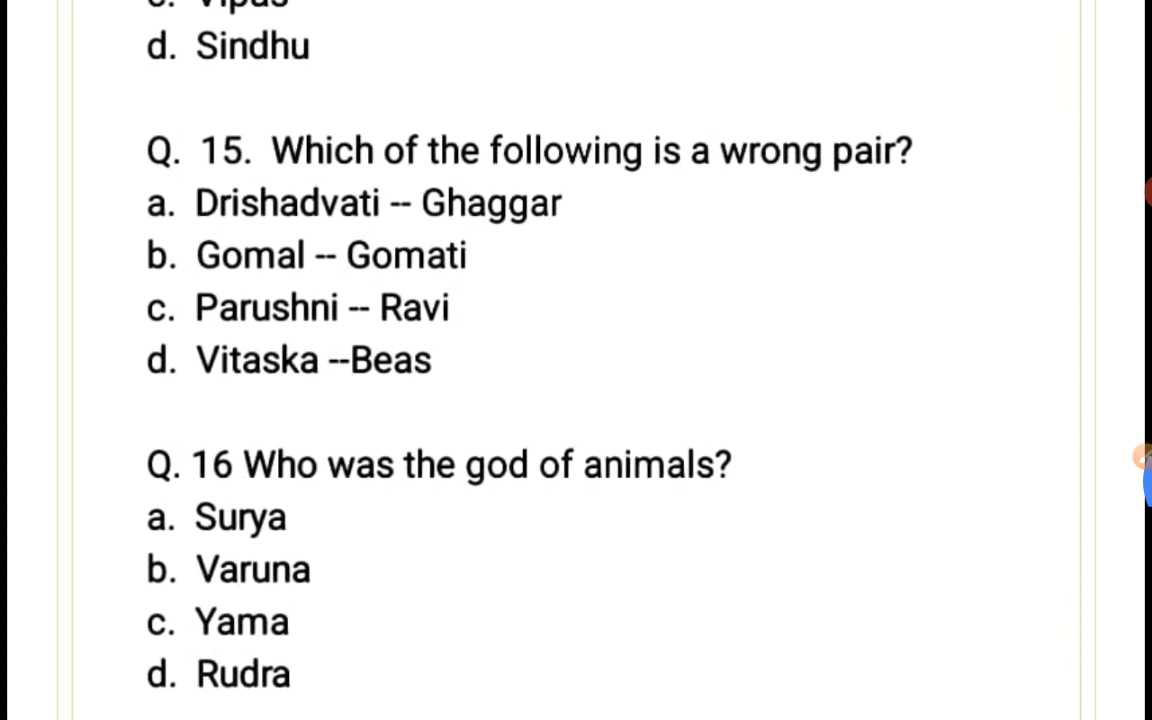 d. Sindhu
Q. 15. Which of the following is a wrong pair?
a. Drishadvati -- Ghaggar
b. Gomal -- Gomati
c. Parushni -- Ravi
d. Vitaska --Beas
Q. 16 Who was the god of animals?
a. Surya
b. Varuna
c. Yama
d. Rudra